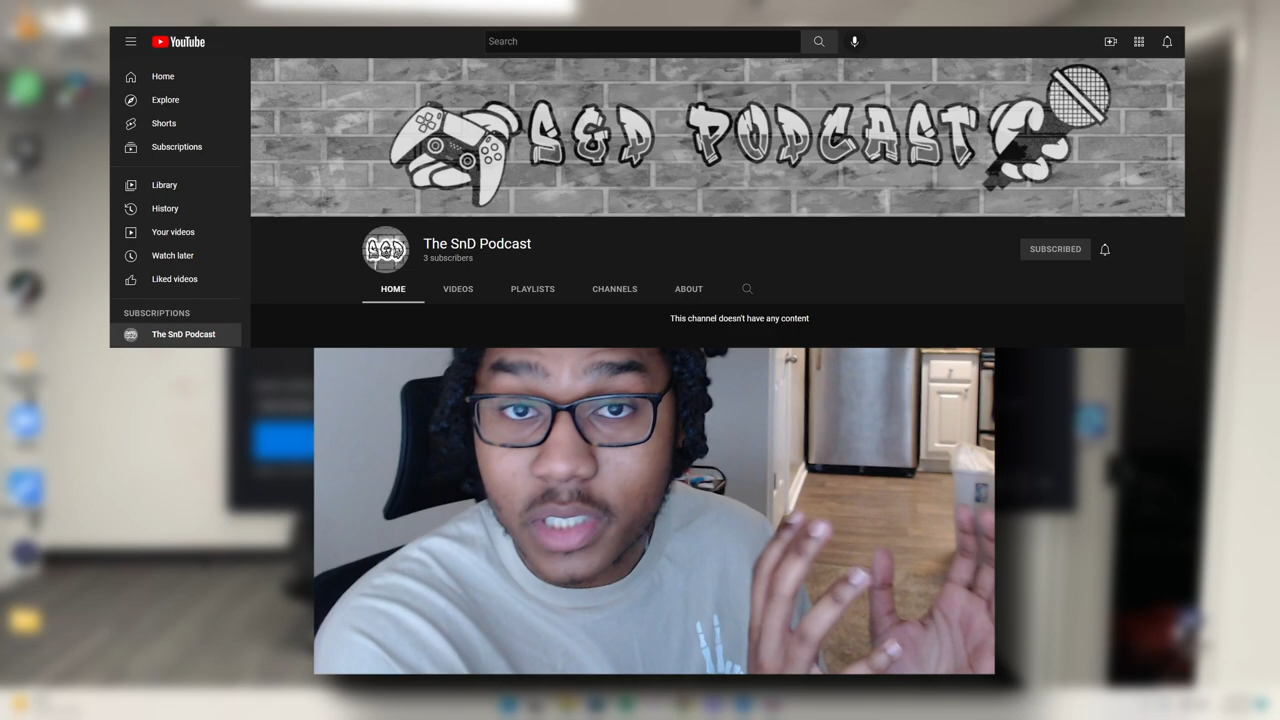 YouTube
Search
Home
Explore
Shorts
Subscriptions
Library
History
Your videos
Watch later
Liked videos
SUBSCRIPTIONS
The SnD Podcast
S&D PODCAST
S&D
The SnD Podcast
3 subscribers
SUBSCRIBED
HOME VIDEOS PLAYLISTS CHANNELS ABOUT
This channel doesn't have any content